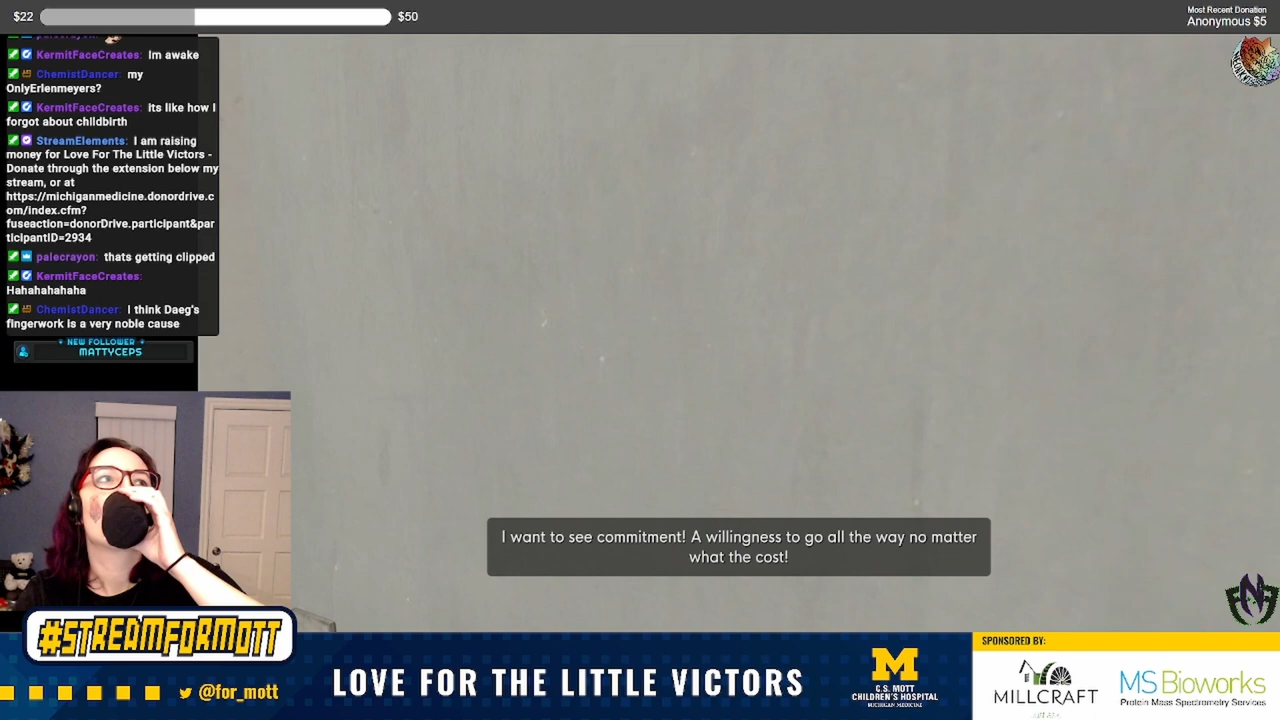 $22
$50
Most Recent Donation
Anonymous $5
KermitFaceCreates: Im awake
ChemistDancer: my
OnlyErlenmeyers?
KermitFaceCreates: Its like how I
forgot about childbirth
StreamElements: I am raising
money for Love For The Little Victors -
Donate through the extension below my
stream, or at
https://michiganmedicine.donordrive.c
om/index.cfm?
fuseaction=donorDrive.participant&par
ticipantID=2934
palecrayon: thats getting clipped
KermitFaceCreates:
Hahahahahaha
ChemistDancer: I think Daeg's
fingerwork is a very noble cause
NEW FOLLOWER
MATTYCEPS
I want to see commitment! A willingness to go all the way no matter
what the cost!
#STREAMFORMOTT
@for_mott
LOVE FOR THE LITTLE VICTORS
M
C.S. MOTT
CHILDREN'S HOSPITAL
MICHIGAN MEDICINE
SPONSORED BY:
MILLCRAFT
MS Bioworks
Protein Mass Spectrometry Services